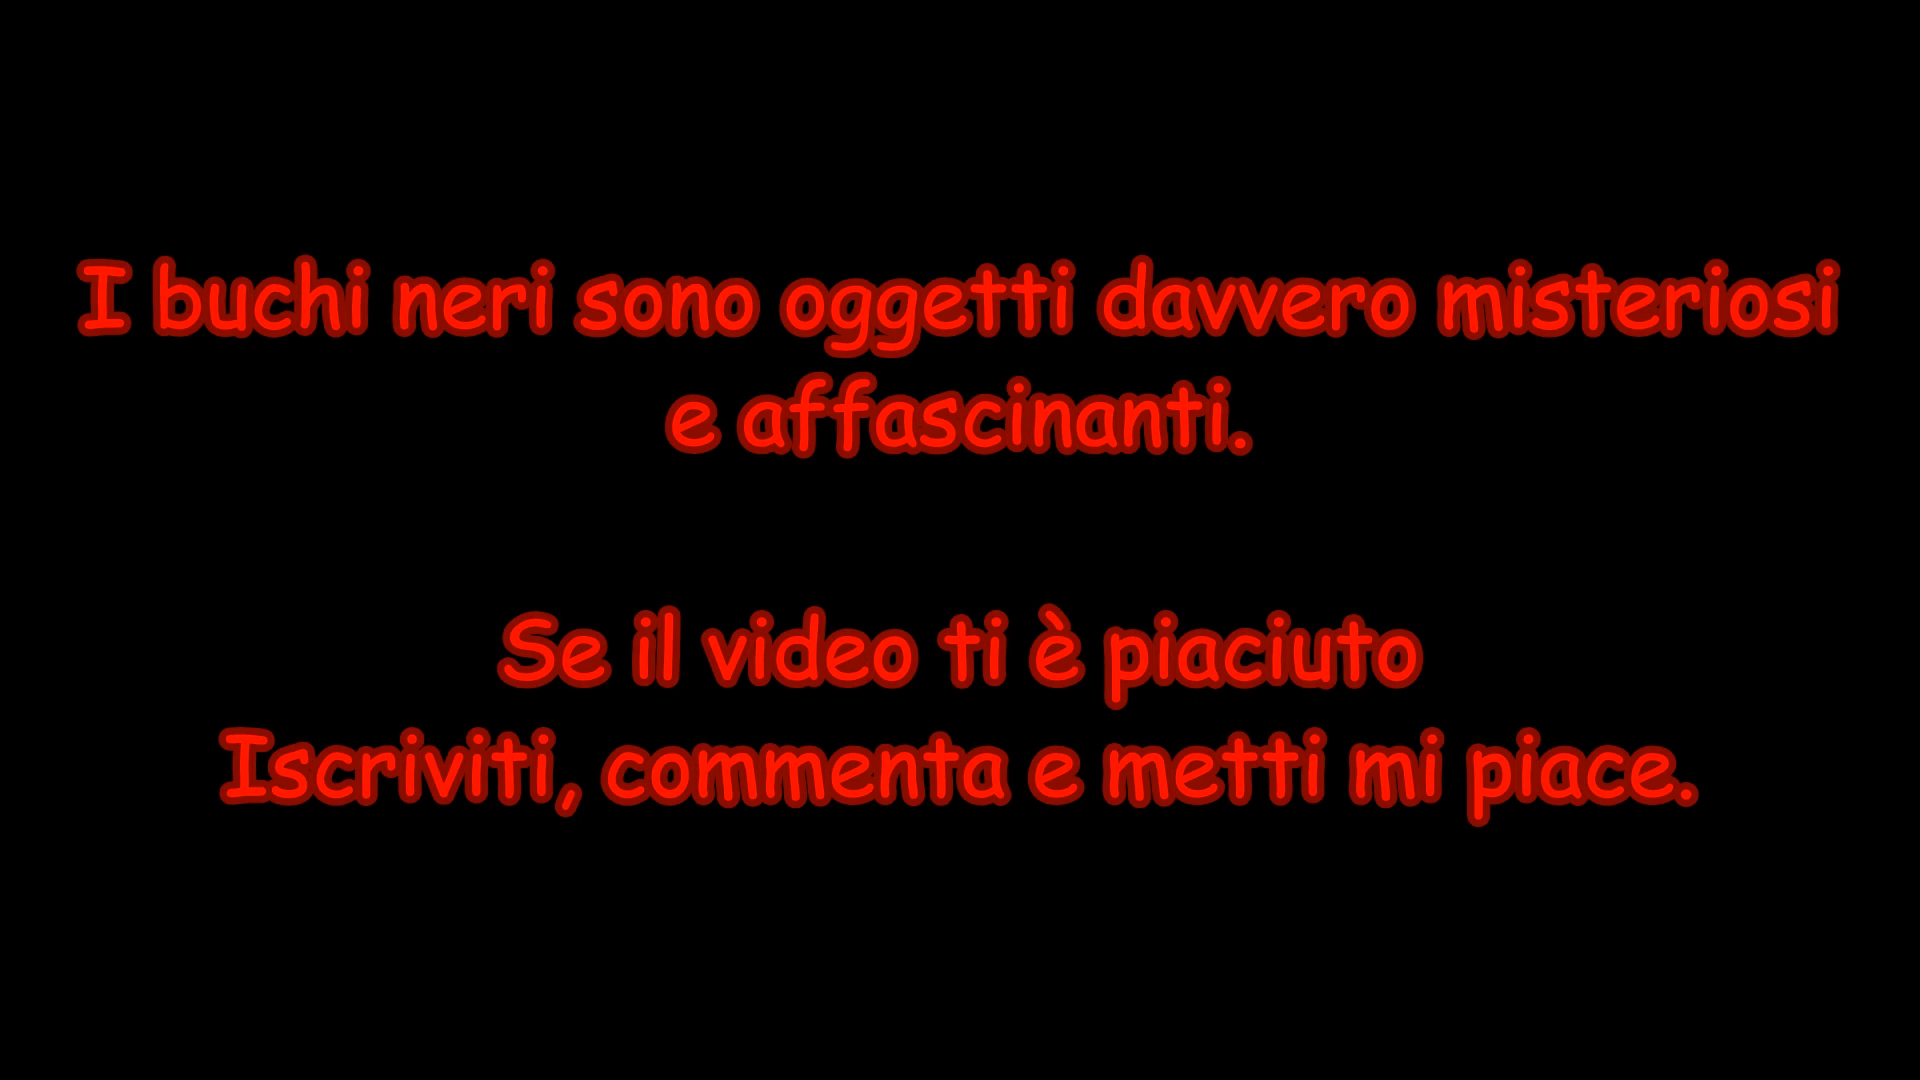 I buchi neri sono oggetti davvero misteriosi
e affascinanti.
Se il video ti è piaciuto
Iscriviti, commenta e metti mi piace.